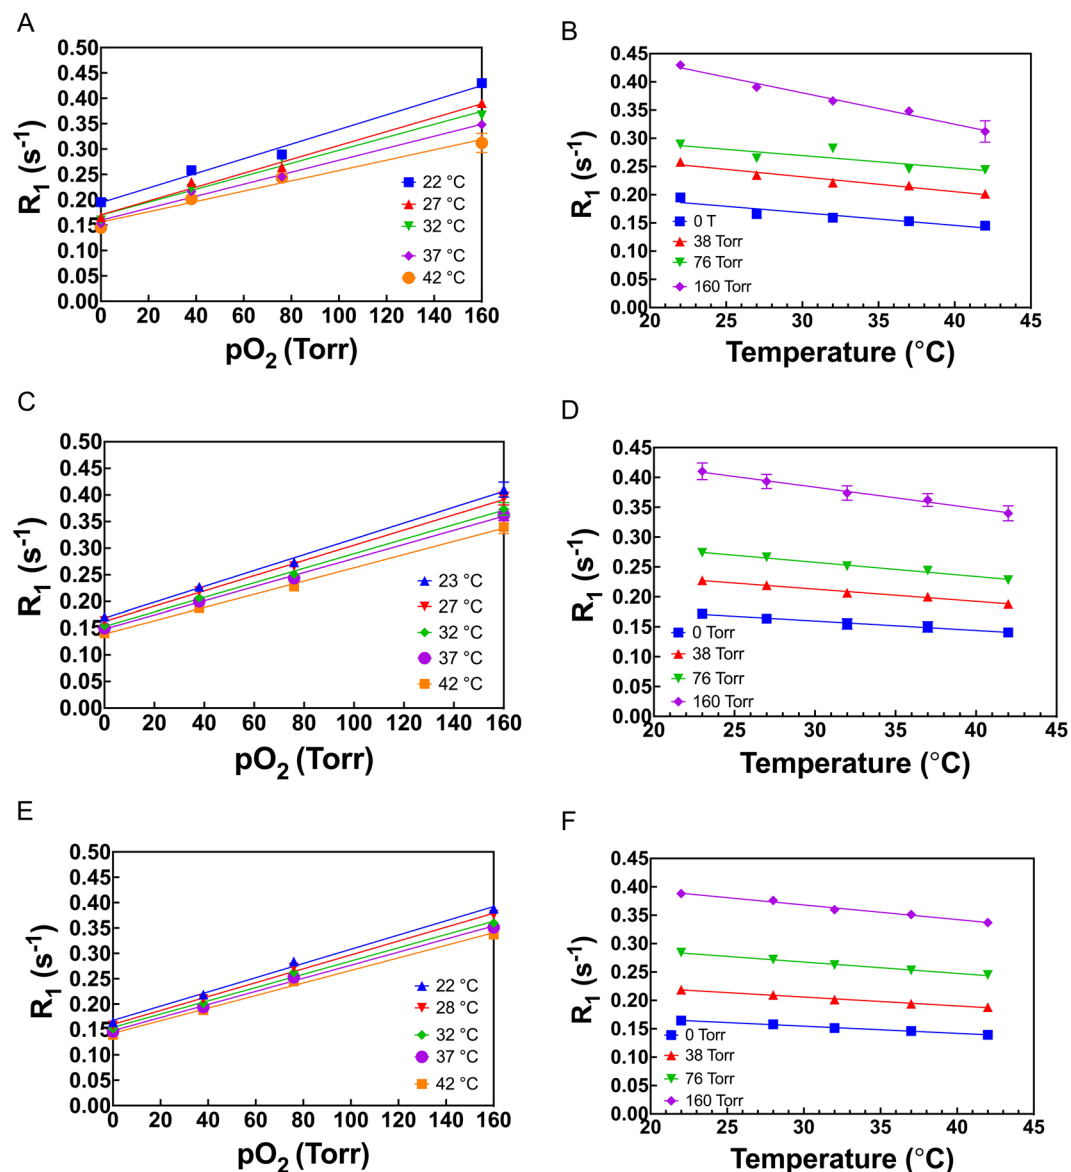 A
0.50
0.45
0.40
0.35
0.30
0.25
0.20
0.15
0.10
0.05
0.00
R1 (s-1)
22 °C
27 °C
32 °C
37 °C
42 °C
0 20 40 60 80 100 120 140 160
pO2 (Torr)
B
0.45
0.40
0.35
0.30
0.25
0.20
0.15
0.10
0.05
0.00
R1 (s-1)
0 T
38 Torr
76 Torr
160 Torr
20 25 30 35 40 45
Temperature (°C)
C
0.50
0.45
0.40
0.35
0.30
0.25
0.20
0.15
0.10
0.05
0.00
R1 (s-1)
23 °C
27 °C
32 °C
37 °C
42 °C
0 20 40 60 80 100 120 140 160
pO2 (Torr)
D
0.45
0.40
0.35
0.30
0.25
0.20
0.15
0.10
0.05
0.00
R1 (s-1)
0 Torr
38 Torr
76 Torr
160 Torr
20 25 30 35 40 45
Temperature (°C)
E
0.50
0.45
0.40
0.35
0.30
0.25
0.20
0.15
0.10
0.05
0.00
R1 (s-1)
22 °C
28 °C
32 °C
37 °C
42 °C
0 20 40 60 80 100 120 140 160
pO2 (Torr)
F
0.45
0.40
0.35
0.30
0.25
0.20
0.15
0.10
0.05
0.00
R1 (s-1)
0 Torr
38 Torr
76 Torr
160 Torr
20 25 30 35 40 45
Temperature (°C)